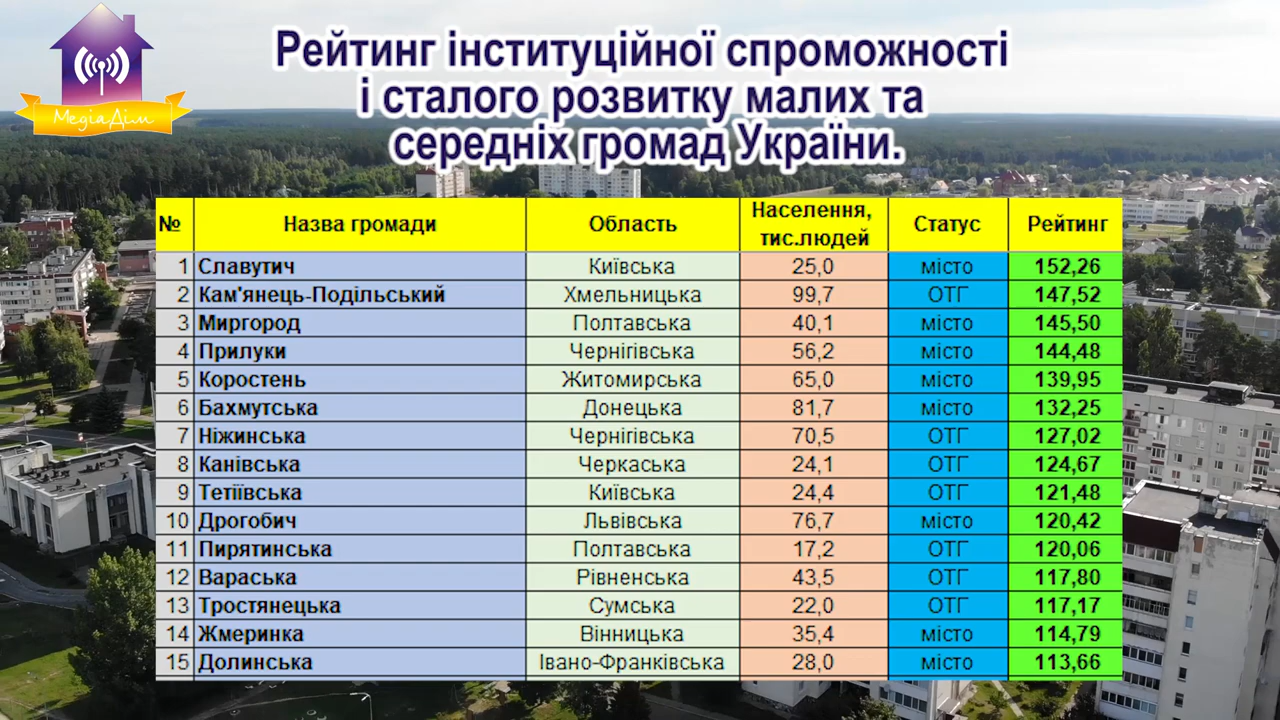 МедіаДім
Рейтинг інституційної спроможності
і сталого розвитку малих та
середніх громад України.
№ Назва громади Область Населення, тис.людей Статус Рейтинг
1 Славутич Київська 25,0 місто 152,26
2 Кам'янець-Подільський Хмельницька 99,7 ОТГ 147,52
3 Миргород Полтавська 40,1 місто 145,50
4 Прилуки Чернігівська 56,2 місто 144,48
5 Коростень Житомирська 65,0 місто 139,95
6 Бахмутська Донецька 81,7 місто 132,25
7 Ніжинська Чернігівська 70,5 ОТГ 127,02
8 Канівська Черкаська 24,1 ОТГ 124,67
9 Тетіївська Київська 24,4 ОТГ 121,48
10 Дрогобич Львівська 76,7 місто 120,42
11 Пирятинська Полтавська 17,2 ОТГ 120,06
12 Вараська Рівненська 43,5 ОТГ 117,80
13 Тростянецька Сумська 22,0 ОТГ 117,17
14 Жмеринка Вінницька 35,4 місто 114,79
15 Долинська Івано-Франківська 28,0 місто 113,66